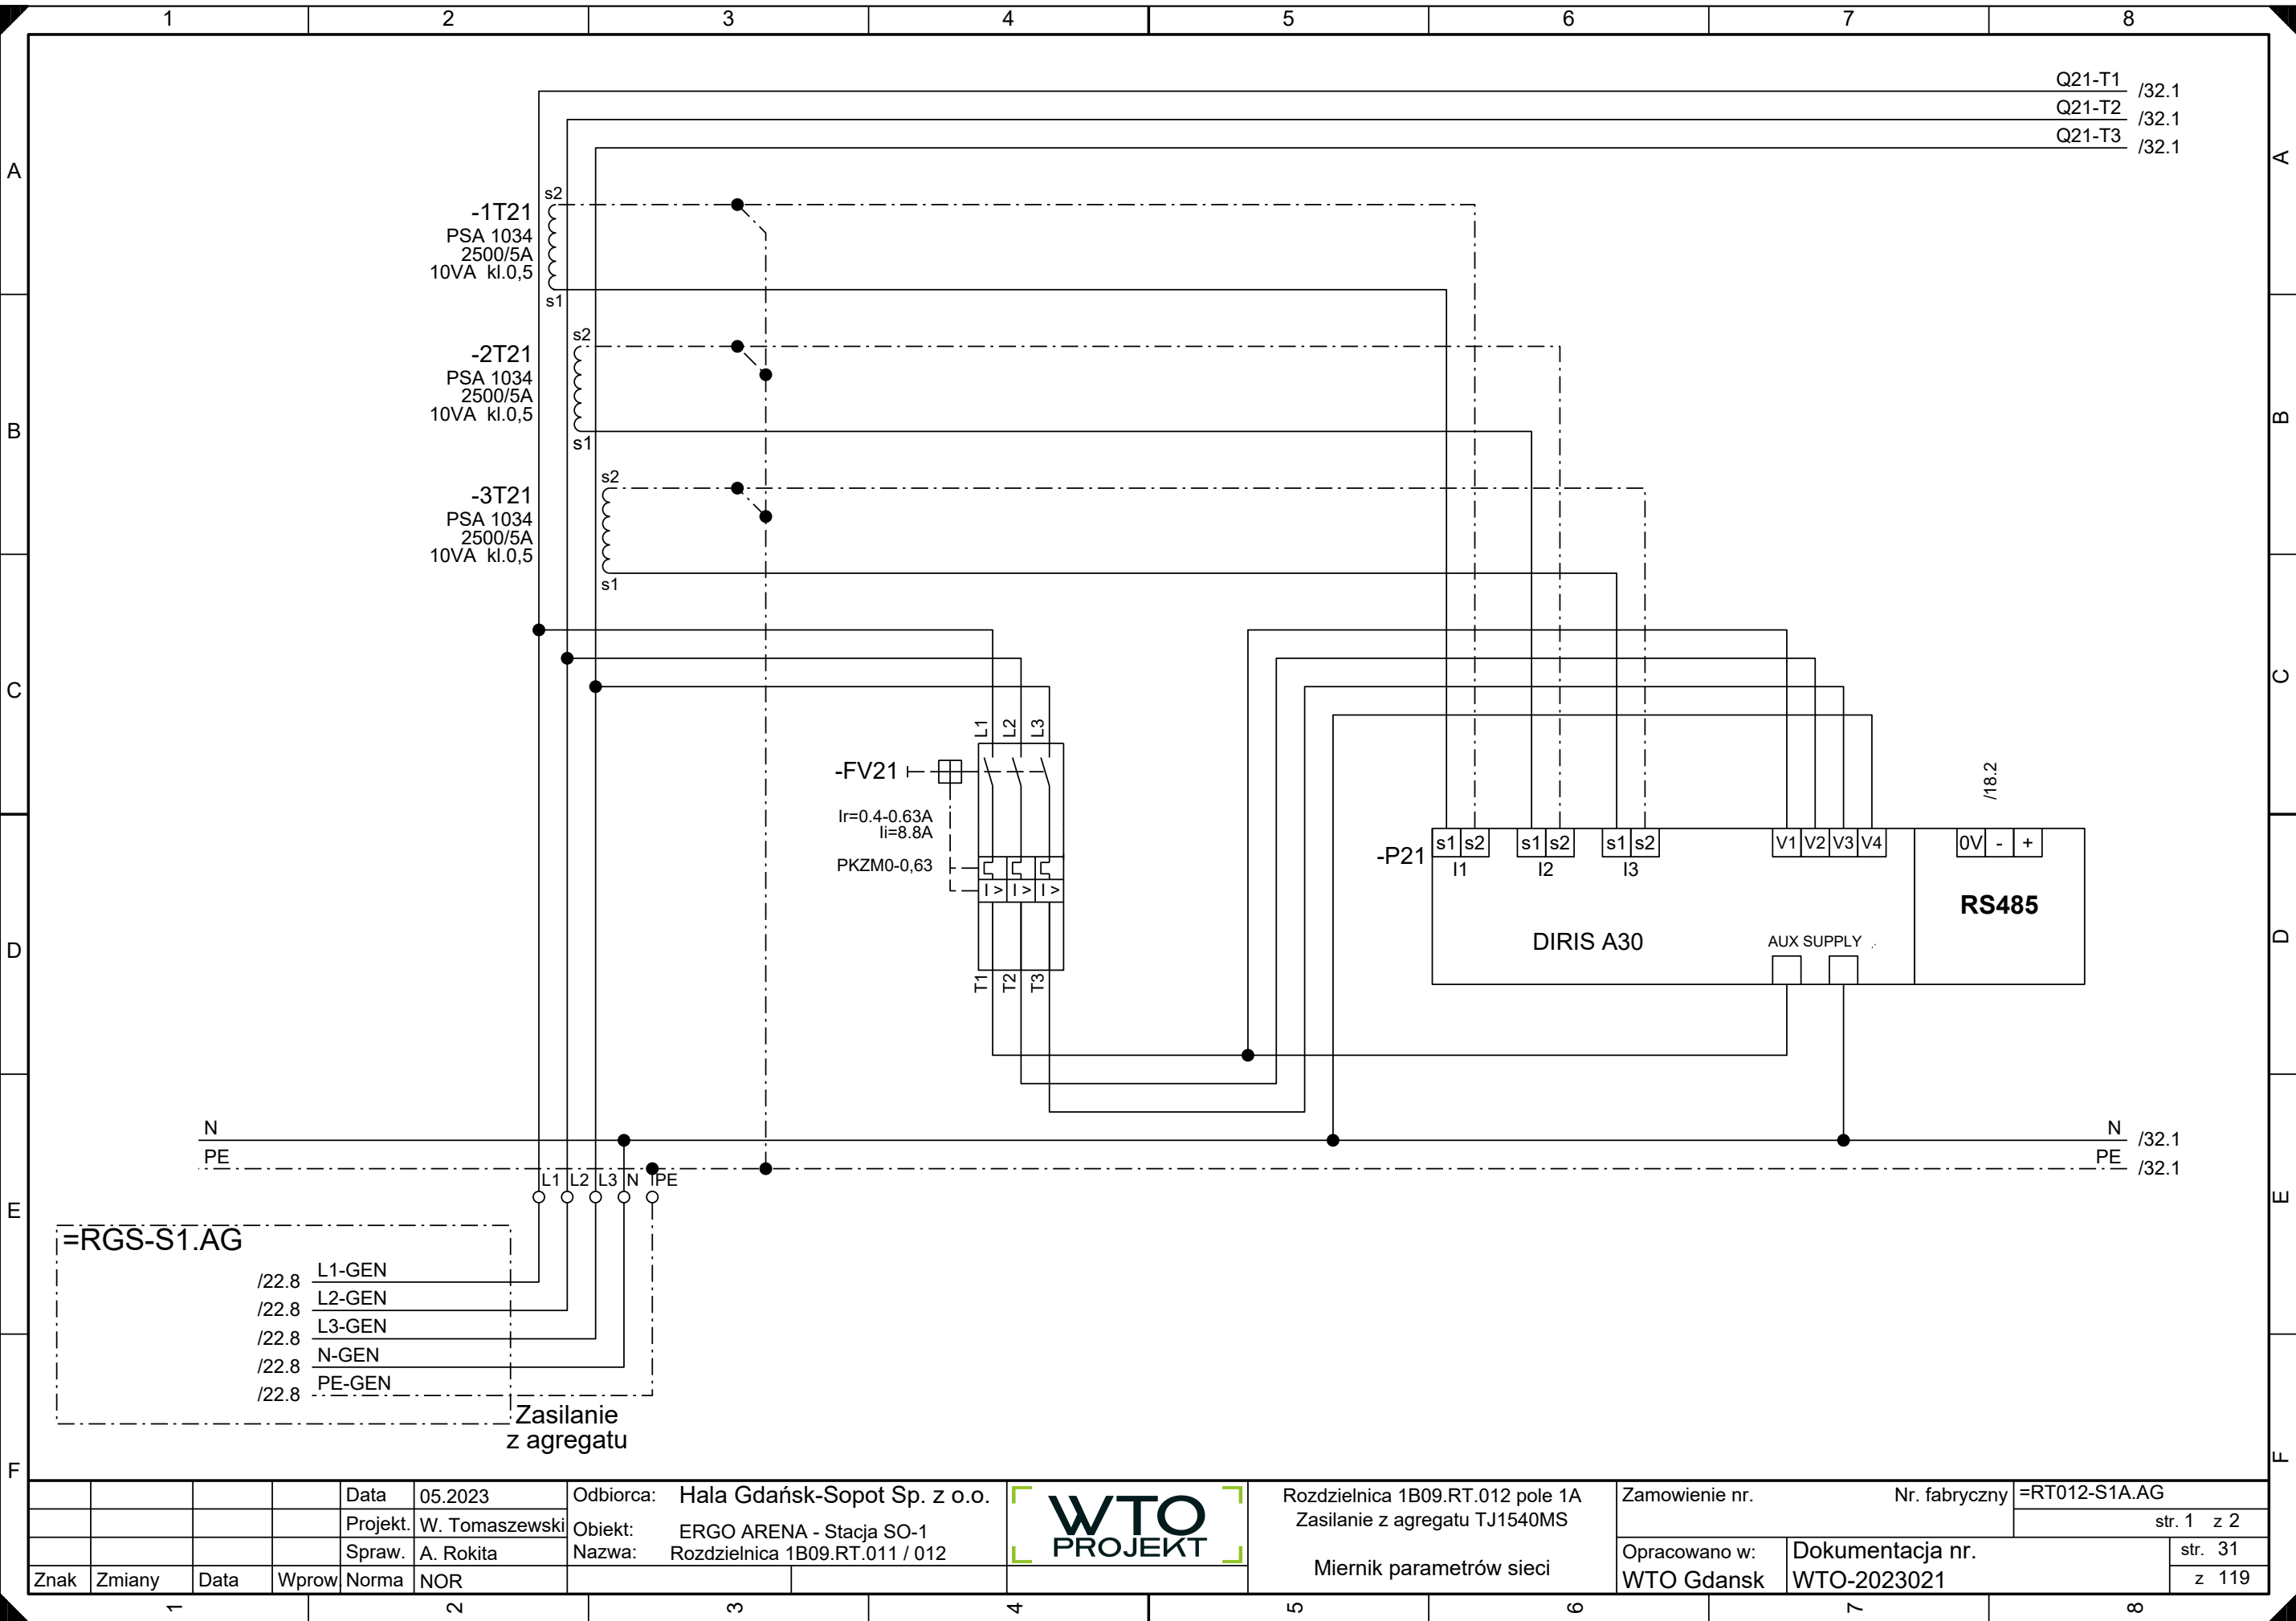 1 2 3 4 5 6 7 8
Q21-T1 /32.1
Q21-T2 /32.1
Q21-T3 /32.1
A A
s2
-1T21
PSA 1034
2500/5A
10VA kl.0,5
s1
s2
-2T21
PSA 1034
2500/5A
10VA kl.0,5
s1
B B
s2
-3T21
PSA 1034
2500/5A
10VA kl.0,5
s1
C C
L1 L2 L3
-FV21
Ir=0.4-0.63A
Ii=8.8A
PKZM0-0,63
I > I > I >
T1 T2 T3
/18.2
-P21
s1 s2 s1 s2 s1 s2 V1 V2 V3 V4 0V - +
I1 I2 I3
RS485
DIRIS A30
AUX SUPPLY
D D
N N /32.1
PE PE /32.1
L1 L2 L3 N PE
E E
=RGS-S1.AG
/22.8 L1-GEN
/22.8 L2-GEN
/22.8 L3-GEN
/22.8 N-GEN
/22.8 PE-GEN
Zasilanie
z agregatu
F F
Data 05.2023
Projekt. W. Tomaszewski
Spraw. A. Rokita
Znak Zmiany Data Wprow. Norma NOR
Odbiorca: Hala Gdańsk-Sopot Sp. z o.o.
Obiekt: ERGO ARENA - Stacja SO-1
Nazwa: Rozdzielnica 1B09.RT.011 / 012
WTO
PROJEKT
Rozdzielnica 1B09.RT.012 pole 1A
Zasilanie z agregatu TJ1540MS
Miernik parametrów sieci
Zamowienie nr. Nr. fabryczny =RT012-S1A.AG
str. 1 z 2
Opracowano w: Dokumentacja nr. str. 31
WTO Gdansk WTO-2023021 z 119
1 2 3 4 5 6 7 8